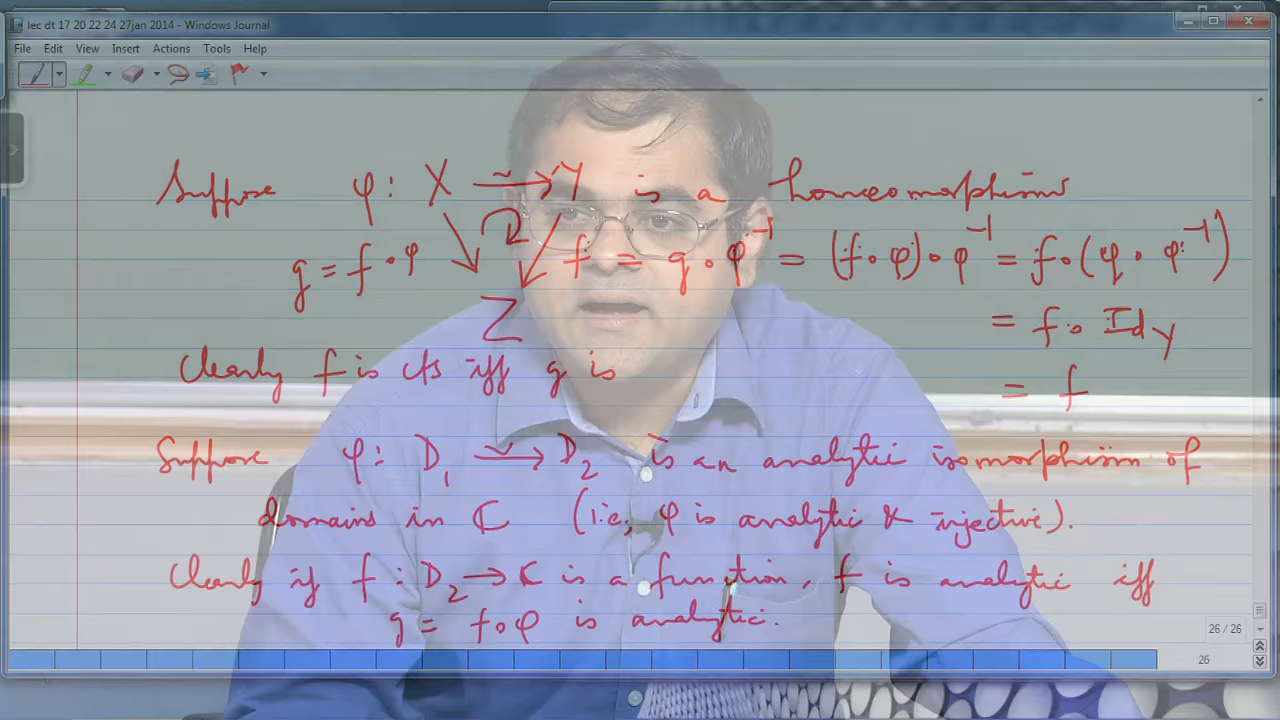 lec dt 17 20 22 24 27jan 2014 - Windows Journal
File Edit View Insert Actions Tools Help
Suppose φ: X ~→ Y is a homeomorphism
g = f∘φ f = g∘φ⁻¹ = (f∘φ)∘φ⁻¹ = f∘(φ∘φ⁻¹)
Z = f∘Id_Y
Clearly f is cts iff g is = f
Suppose φ: D₁ ~→ D₂ is an analytic isomorphism of
domains in ℂ (i.e., φ is analytic & injective).
Clearly if f: D₂ → ℂ is a function, f is analytic iff
g = f∘φ is analytic.
26 / 26
26